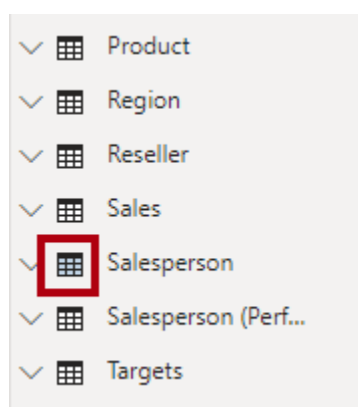 Product
Region
Reseller
Sales
Salesperson
Salesperson (Perf...
Targets